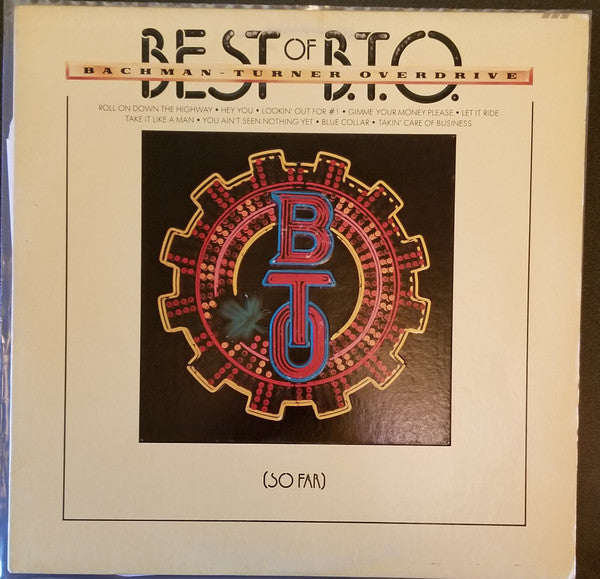 BEST OF B.T.O.
BACHMAN-TURNER OVERDRIVE
ROLL ON DOWN THE HIGHWAY • HEY YOU • LOOKIN' OUT FOR #1 • GIMME YOUR MONEY PLEASE • LET IT RIDE
TAKE IT LIKE A MAN • YOU AIN'T SEEN NOTHING YET • BLUE COLLAR • TAKIN' CARE OF BUSINESS
BTO
(SO FAR)